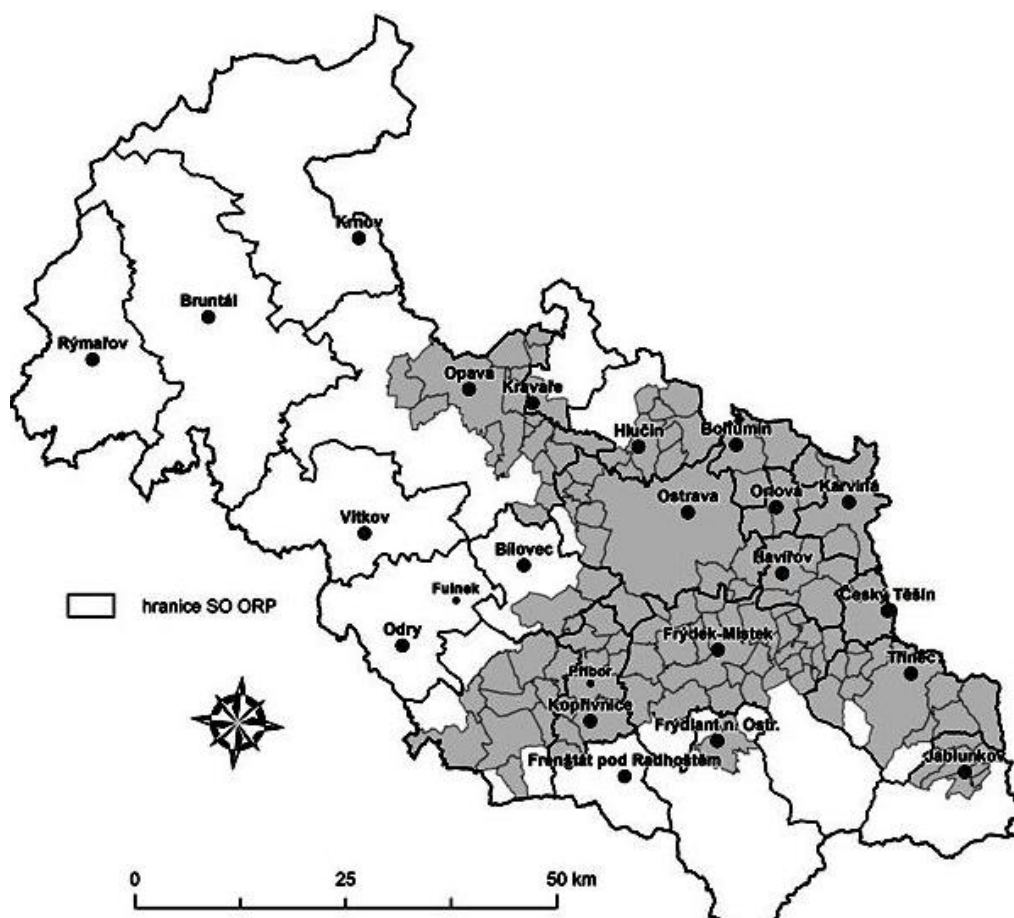 Krnov
Bruntál
Rýmařov
Opava
Kravaře
Hlučín
Bohumín
Ostrava
Orlová
Karviná
Vítkov
Bílovec
Havířov
Fulnek
Český Těšín
hranice SO ORP
Odry
Frýdek-Místek
Třinec
Příbor
Kopřivnice
Frýdlant n. Ostr.
Frenštát pod Radhoštěm
Jablunkov
0 25 50 km